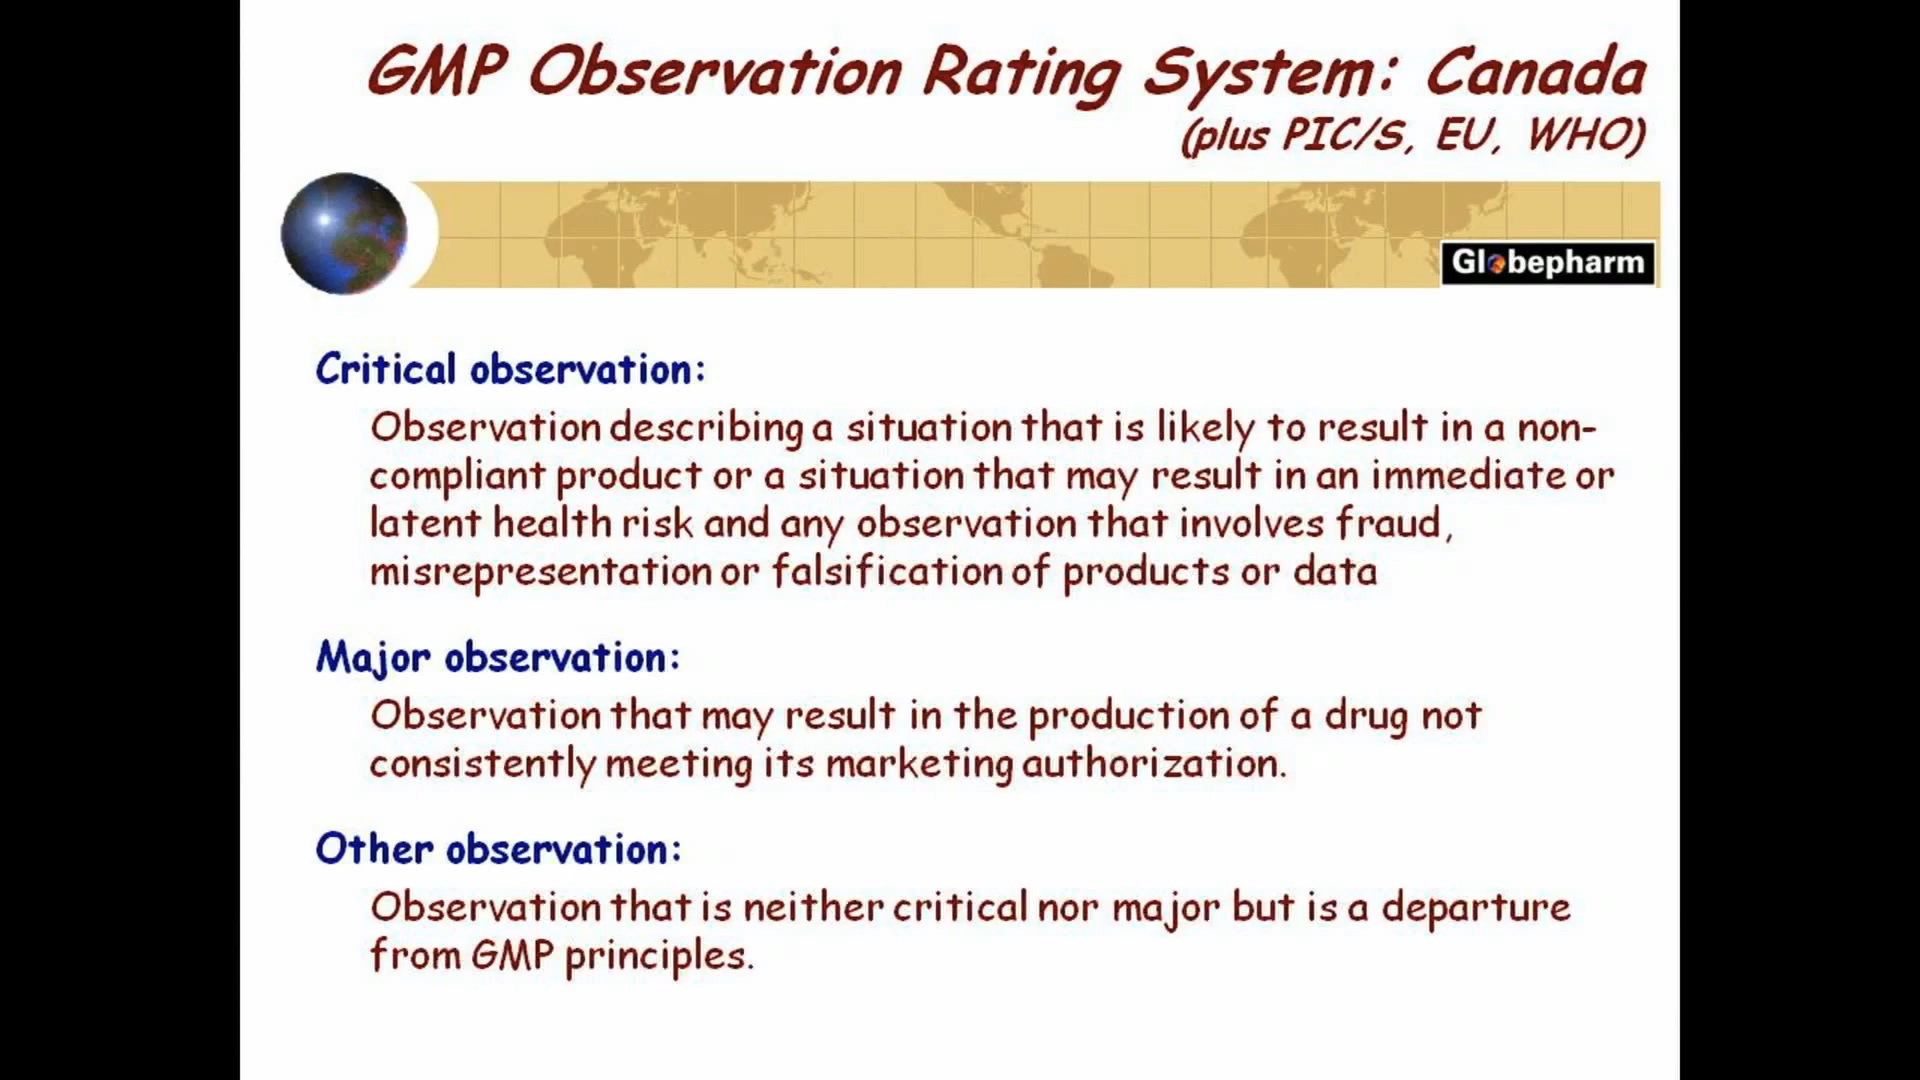 GMP Observation Rating System: Canada
(plus PIC/S, EU, WHO)
Globepharm
Critical observation:
Observation describing a situation that is likely to result in a non-
compliant product or a situation that may result in an immediate or
latent health risk and any observation that involves fraud,
misrepresentation or falsification of products or data
Major observation:
Observation that may result in the production of a drug not
consistently meeting its marketing authorization.
Other observation:
Observation that is neither critical nor major but is a departure
from GMP principles.